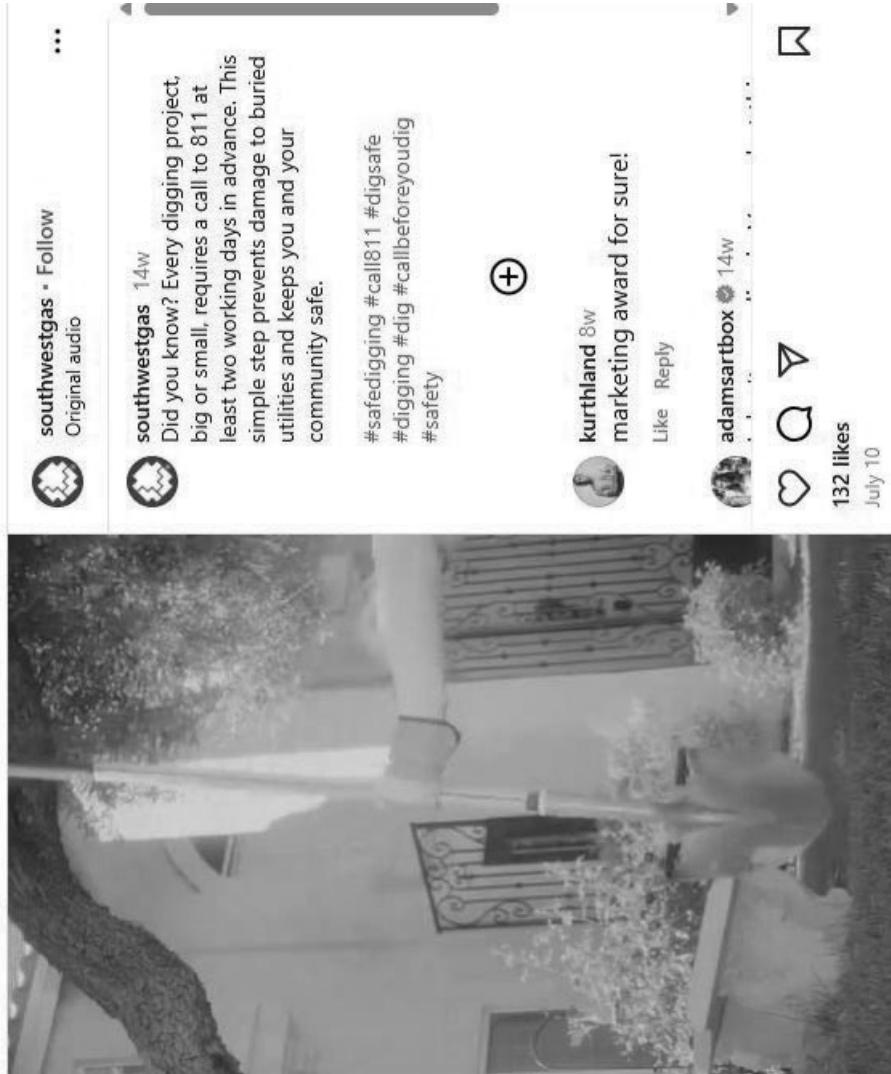 southwestgas • Follow
Original audio
southwestgas 14w
Did you know? Every digging project,
big or small, requires a call to 811 at
least two working days in advance. This
simple step prevents damage to buried
utilities and keeps you and your
community safe.
#safedigging #call811 #digsafe
#digging #dig #callbeforeyoudig
#safety
kurthland 8w
marketing award for sure!
Like Reply
adamsartbox 14w
132 likes
July 10